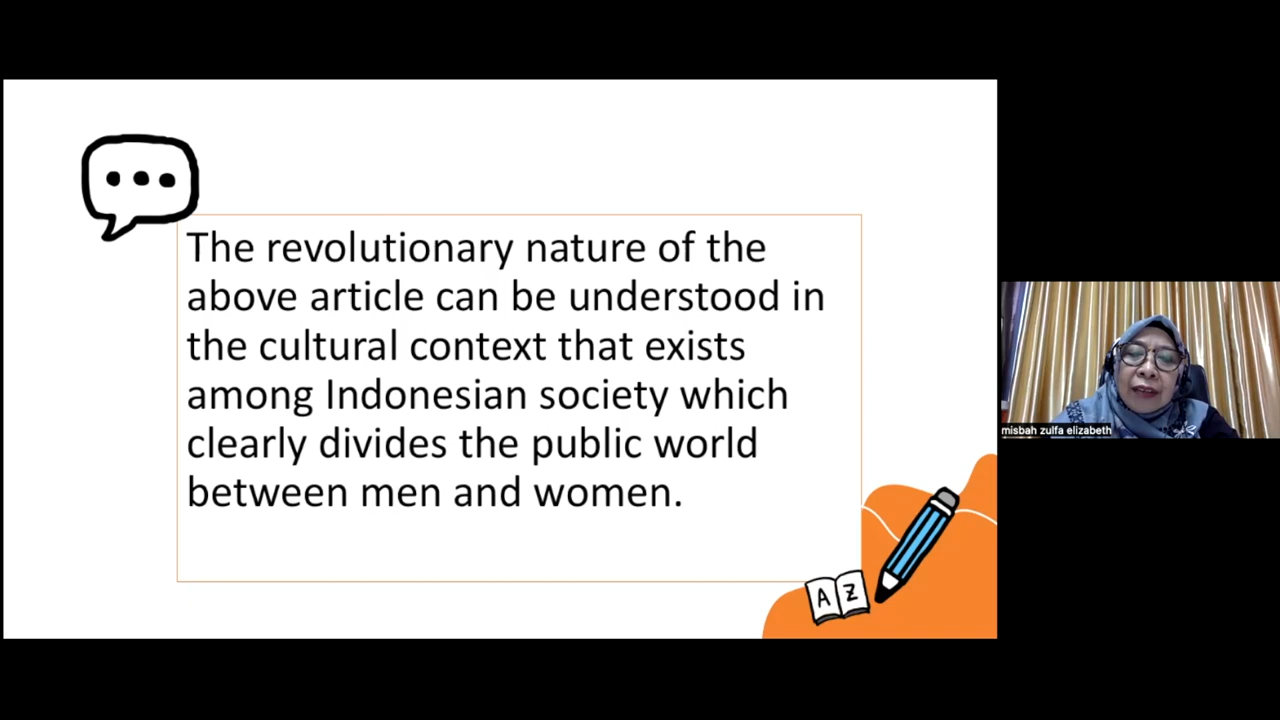 The revolutionary nature of the
above article can be understood in
the cultural context that exists
among Indonesian society which
clearly divides the public world
between men and women.
A Z
misbah zulfa elizabeth